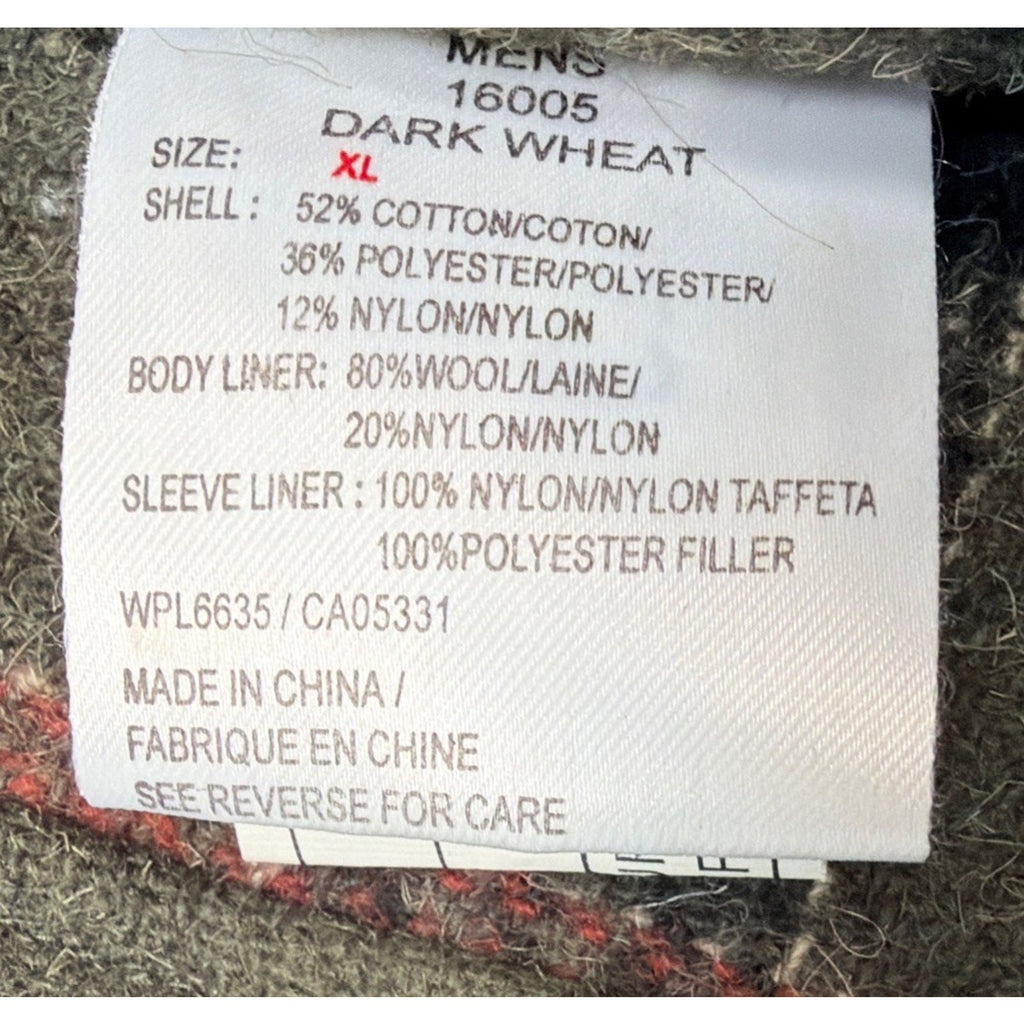 MENS
16005
DARK WHEAT
SIZE: XL
SHELL : 52% COTTON/COTON/
36% POLYESTER/POLYESTER/
12% NYLON/NYLON
BODY LINER: 80%WOOL/LAINE/
20%NYLON/NYLON
SLEEVE LINER : 100% NYLON/NYLON TAFFETA
100%POLYESTER FILLER
WPL6635 / CA05331
MADE IN CHINA /
FABRIQUE EN CHINE
SEE REVERSE FOR CARE